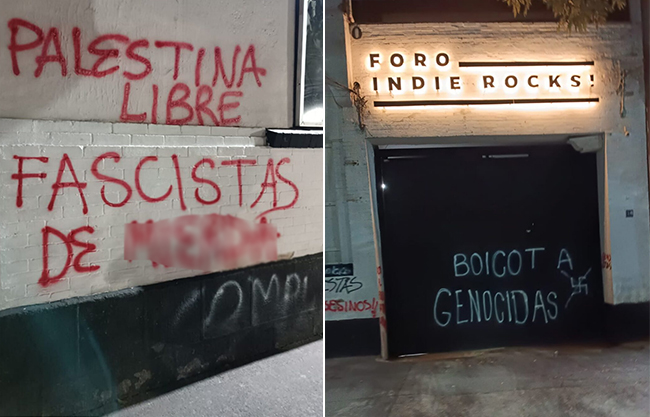 PALESTINA
LIBRE
FASCISTAS
DE
FORO
INDIE ROCKS!
BOICOT A
GENOCIDAS